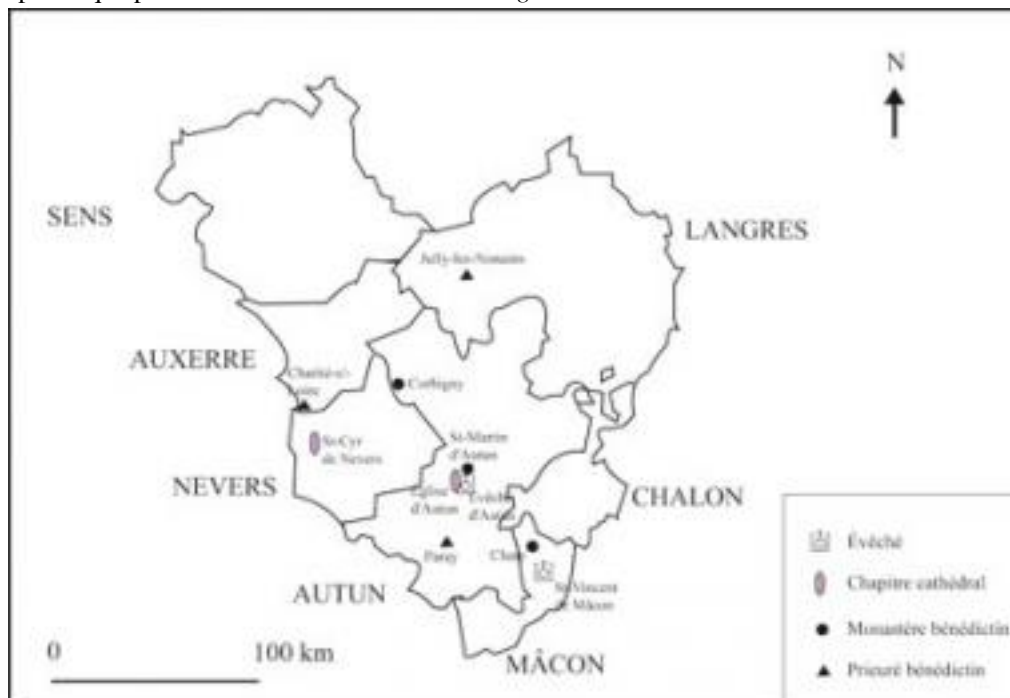 N
SENS
LANGRES
Jully-les-Nonains
AUXERRE
Charité-s/-
Loire
Corbigny
St-Cyr
de Nevers
St-Martin
d'Autun
NEVERS
Église
d'Autun
Évêché
d'Autun
CHALON
Paray
Cluny
St-Vincent
de Mâcon
AUTUN
MÂCON
0
100 km
Évêché
Chapitre cathédral
Monastère bénédictin
Prieuré bénédictin